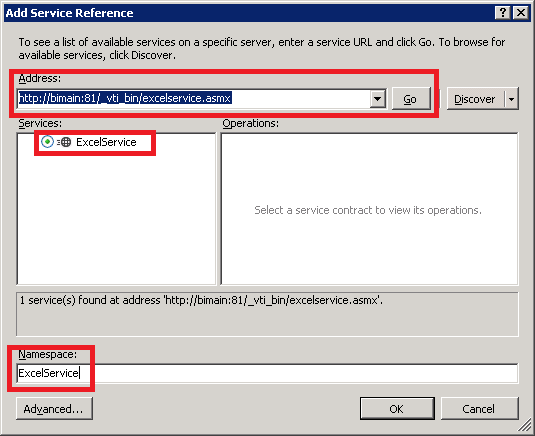 Add Service Reference
To see a list of available services on a specific server, enter a service URL and click Go. To browse for
available services, click Discover.
Address:
http://bimain:81/_vti_bin/excelservice.asmx Go Discover
Services: Operations:
ExcelService
Select a service contract to view its operations.
1 service(s) found at address 'http://bimain:81/_vti_bin/excelservice.asmx'.
Namespace:
ExcelService
Advanced... OK Cancel